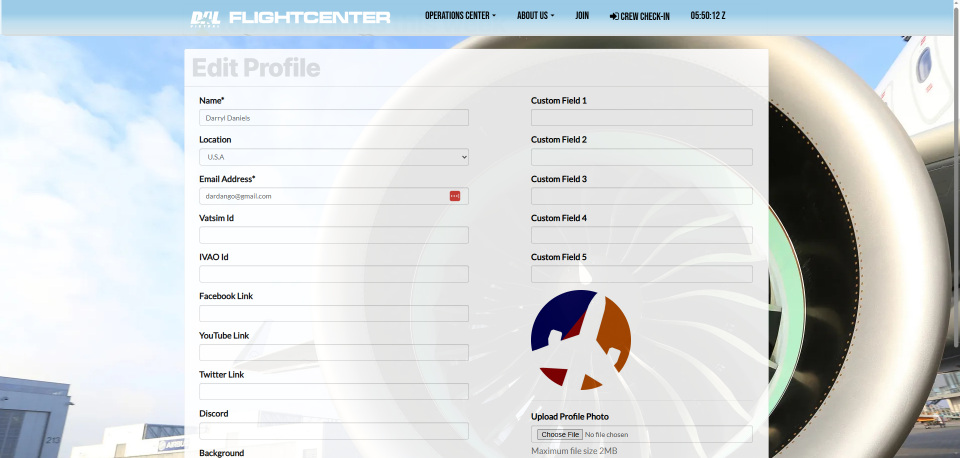 DAL FLIGHTCENTER
VIRTUAL
OPERATIONS CENTER
ABOUT US
JOIN
CREW CHECK-IN
05:50:12 Z
Edit Profile
Name*
Darryl Daniels
Location
U.S.A
Email Address*
dardango@gmail.com
Vatsim Id
IVAO Id
Facebook Link
YouTube Link
Twitter Link
Discord
Background
Custom Field 1
Custom Field 2
Custom Field 3
Custom Field 4
Custom Field 5
Upload Profile Photo
Choose File No file chosen
Maximum file size 2MB
213